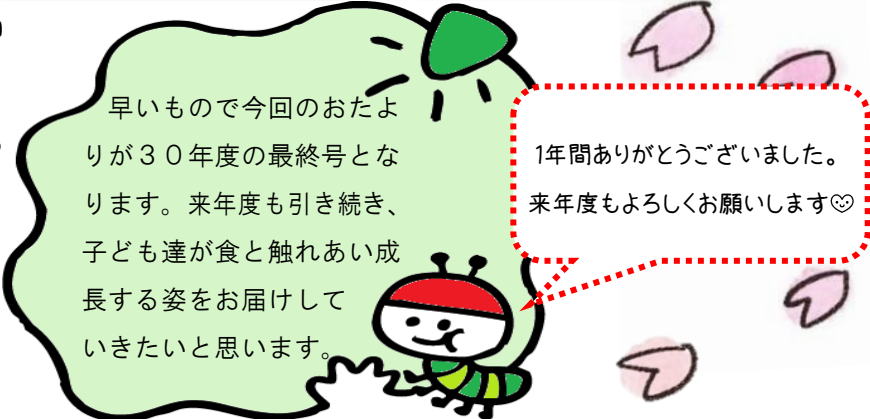 早いもので今回のおたよ
りが３０年度の最終号とな
ります。来年度も引き続き、
子ども達が食と触れあい成
長する姿をお届けして
いきたいと思います。
1年間ありがとうございました。
来年度もよろしくお願いします♡